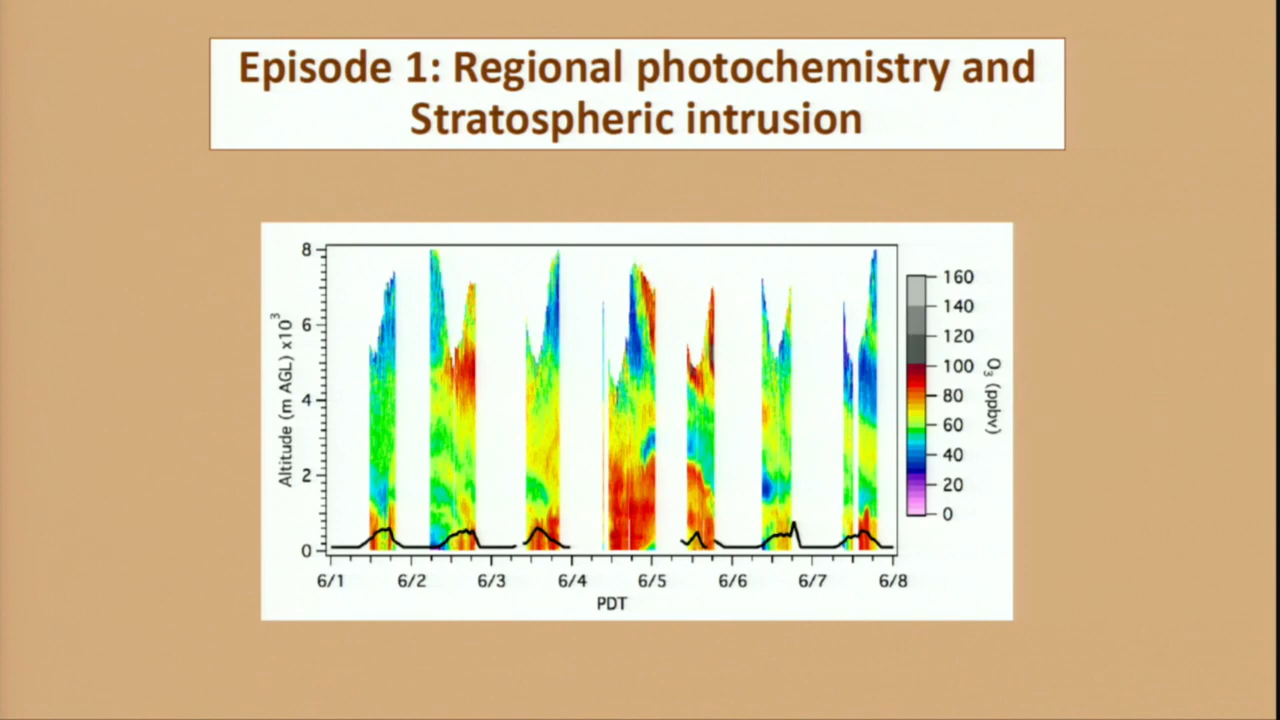 Episode 1: Regional photochemistry and
Stratospheric intrusion
8
6
4
2
0
Altitude (m AGL) x10³
6/1 6/2 6/3 6/4 6/5 6/6 6/7 6/8
PDT
160
140
120
100
80
60
40
20
0
O₃ (ppbv)